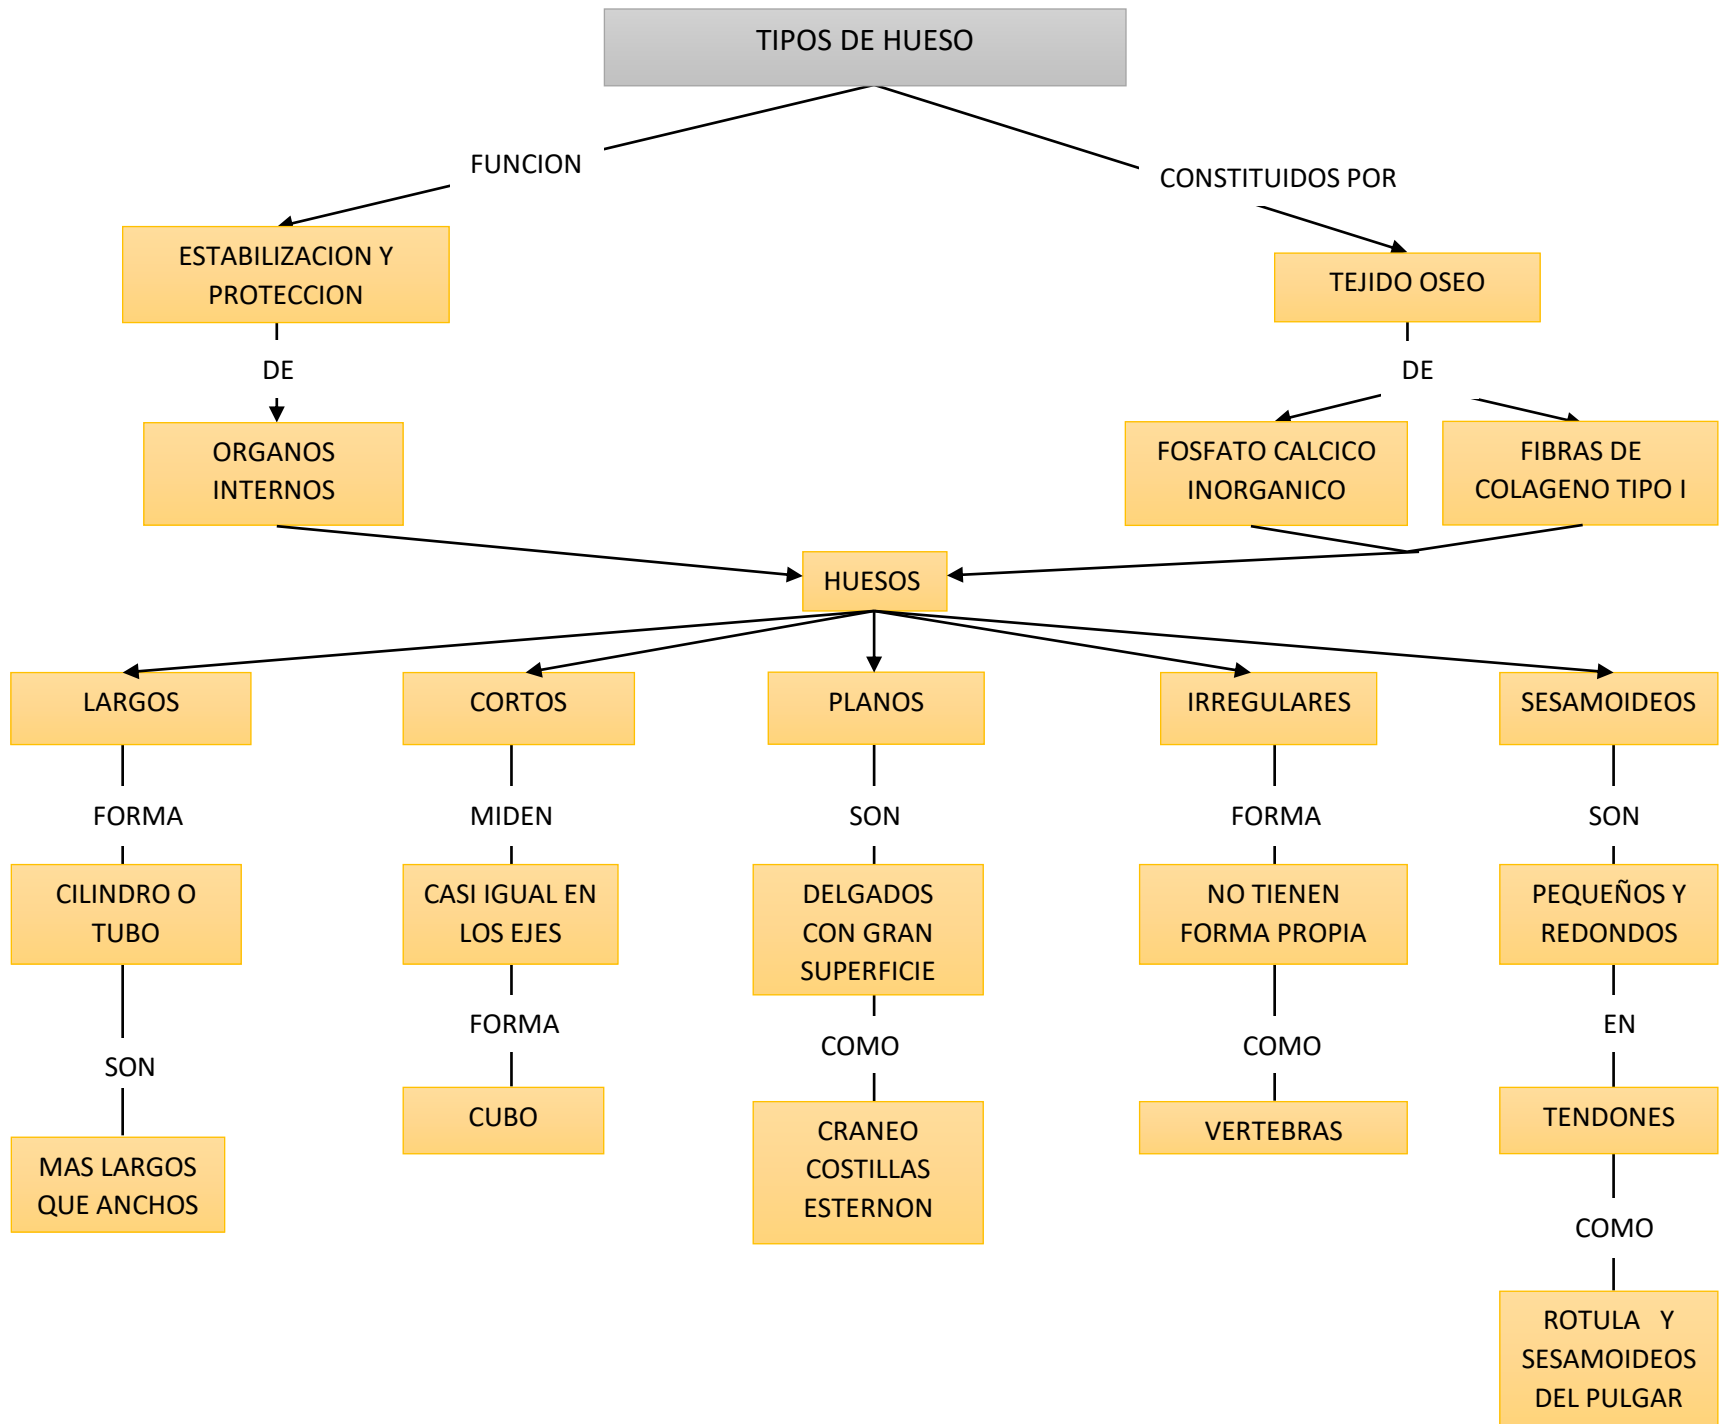 TIPOS DE HUESO
FUNCION
CONSTITUIDOS POR
ESTABILIZACION Y
PROTECCION
TEJIDO OSEO
DE
DE
ORGANOS
INTERNOS
FOSFATO CALCICO
INORGANICO
FIBRAS DE
COLAGENO TIPO I
HUESOS
LARGOS
CORTOS
PLANOS
IRREGULARES
SESAMOIDEOS
FORMA
MIDEN
SON
FORMA
SON
CILINDRO O
TUBO
CASI IGUAL EN
LOS EJES
DELGADOS
CON GRAN
SUPERFICIE
NO TIENEN
FORMA PROPIA
PEQUEÑOS Y
REDONDOS
SON
FORMA
COMO
COMO
EN
MAS LARGOS
QUE ANCHOS
CUBO
CRANEO
COSTILLAS
ESTERNON
VERTEBRAS
TENDONES
COMO
ROTULA Y
SESAMOIDEOS
DEL PULGAR